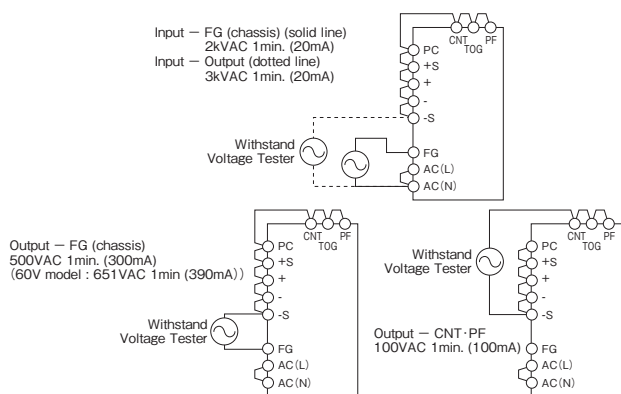 Input − FG (chassis) (solid line)
2kVAC 1min. (20mA)
Input − Output (dotted line)
3kVAC 1min. (20mA)
CNT PF
TOG
PC
+S
+
-
-S
FG
AC(L)
AC(N)
Withstand
Voltage Tester
Output − FG (chassis)
500VAC 1min. (300mA)
(60V model : 651VAC 1min (390mA))
CNT PF
TOG
PC
+S
+
-
-S
FG
AC(L)
AC(N)
Withstand
Voltage Tester
CNT PF
TOG
PC
+S
+
-
-S
FG
AC(L)
AC(N)
Withstand
Voltage Tester
Output − CNT·PF
100VAC 1min. (100mA)